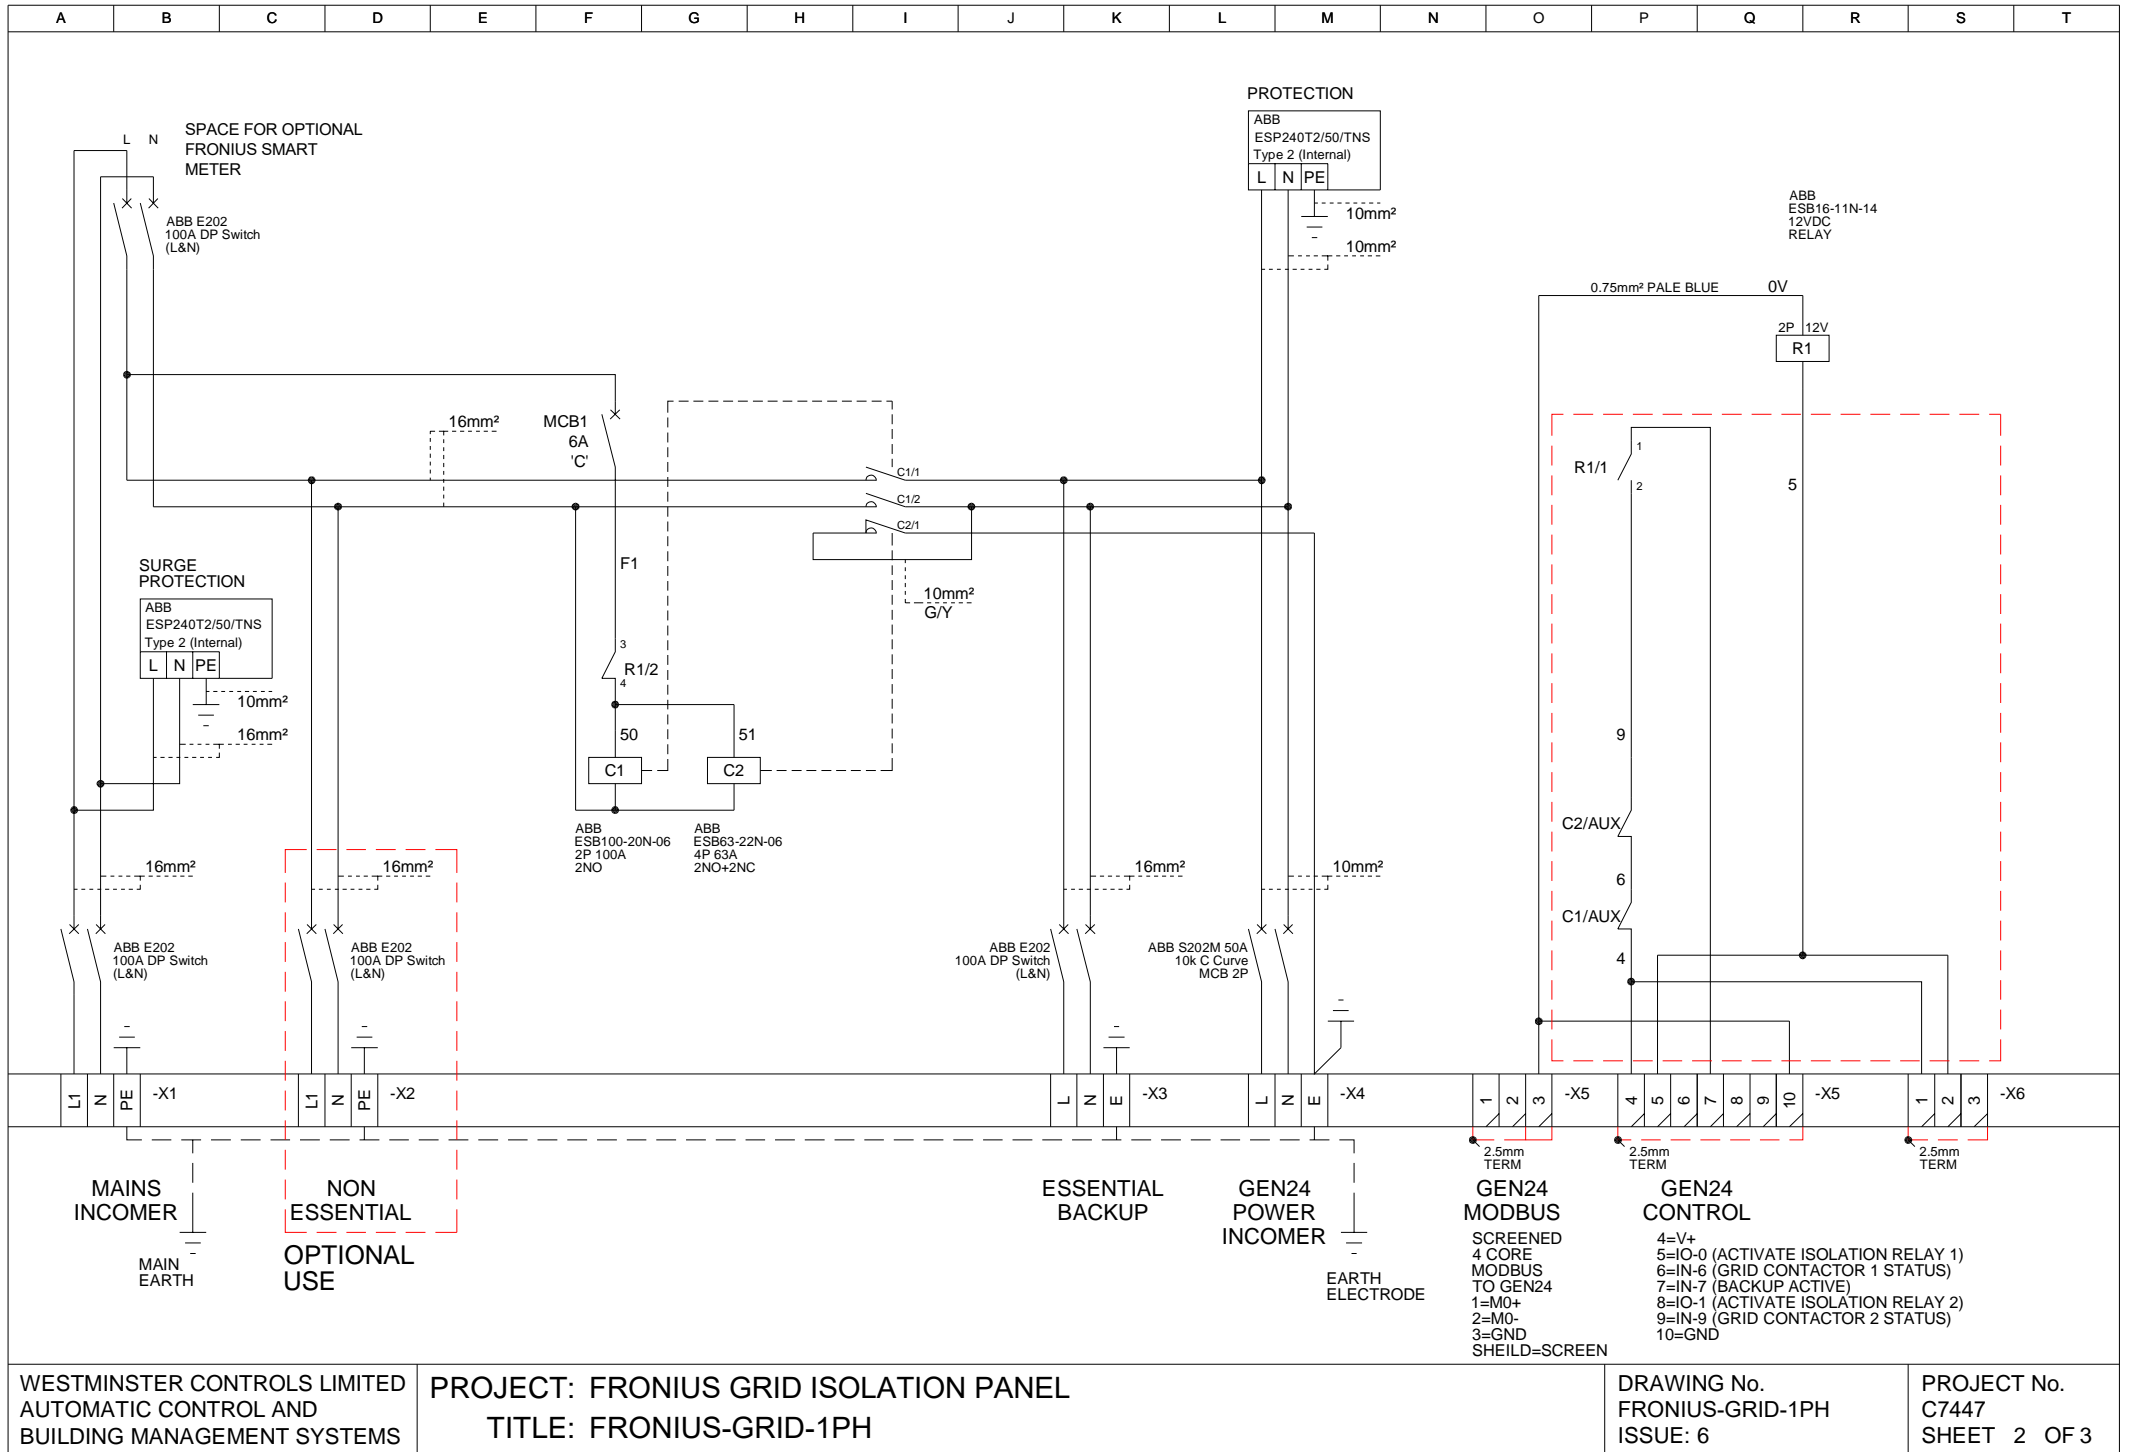 A B C D E F G H I J K L M N O P Q R S T
L N
SPACE FOR OPTIONAL
FRONIUS SMART
METER
ABB E202
100A DP Switch
(L&N)
PROTECTION
ABB
ESP240T2/50/TNS
Type 2 (Internal)
L N PE
10mm²
10mm²
ABB
ESB16-11N-14
12VDC
RELAY
0.75mm² PALE BLUE 0V
2P 12V
R1
16mm²
MCB1
6A
'C'
C1/1
C1/2
C2/1
R1/1
1
2
5
F1
10mm²
G/Y
SURGE
PROTECTION
ABB
ESP240T2/50/TNS
Type 2 (Internal)
L N PE
10mm²
16mm²
3
R1/2
4
50
51
C1
C2
ABB
ESB100-20N-06
2P 100A
2NO
ABB
ESB63-22N-06
4P 63A
2NO+2NC
9
C2/AUX
6
C1/AUX
4
16mm²
16mm²
16mm²
10mm²
ABB E202
100A DP Switch
(L&N)
ABB E202
100A DP Switch
(L&N)
ABB E202
100A DP Switch
(L&N)
ABB S202M 50A
10k C Curve
MCB 2P
L1 N PE -X1
L1 N PE -X2
L N E -X3
L N E -X4
1 2 3 -X5
4 5 6 7 8 9 10 -X5
1 2 3 -X6
2.5mm
TERM
2.5mm
TERM
2.5mm
TERM
MAINS
INCOMER
MAIN
EARTH
NON
ESSENTIAL
OPTIONAL
USE
ESSENTIAL
BACKUP
GEN24
POWER
INCOMER
EARTH
ELECTRODE
GEN24
MODBUS
SCREENED
4 CORE
MODBUS
TO GEN24
1=M0+
2=M0-
3=GND
SHEILD=SCREEN
GEN24
CONTROL
4=V+
5=IO-0 (ACTIVATE ISOLATION RELAY 1)
6=IN-6 (GRID CONTACTOR 1 STATUS)
7=IN-7 (BACKUP ACTIVE)
8=IO-1 (ACTIVATE ISOLATION RELAY 2)
9=IN-9 (GRID CONTACTOR 2 STATUS)
10=GND
WESTMINSTER CONTROLS LIMITED
AUTOMATIC CONTROL AND
BUILDING MANAGEMENT SYSTEMS
PROJECT: FRONIUS GRID ISOLATION PANEL
TITLE: FRONIUS-GRID-1PH
DRAWING No.
FRONIUS-GRID-1PH
ISSUE: 6
PROJECT No.
C7447
SHEET 2 OF 3